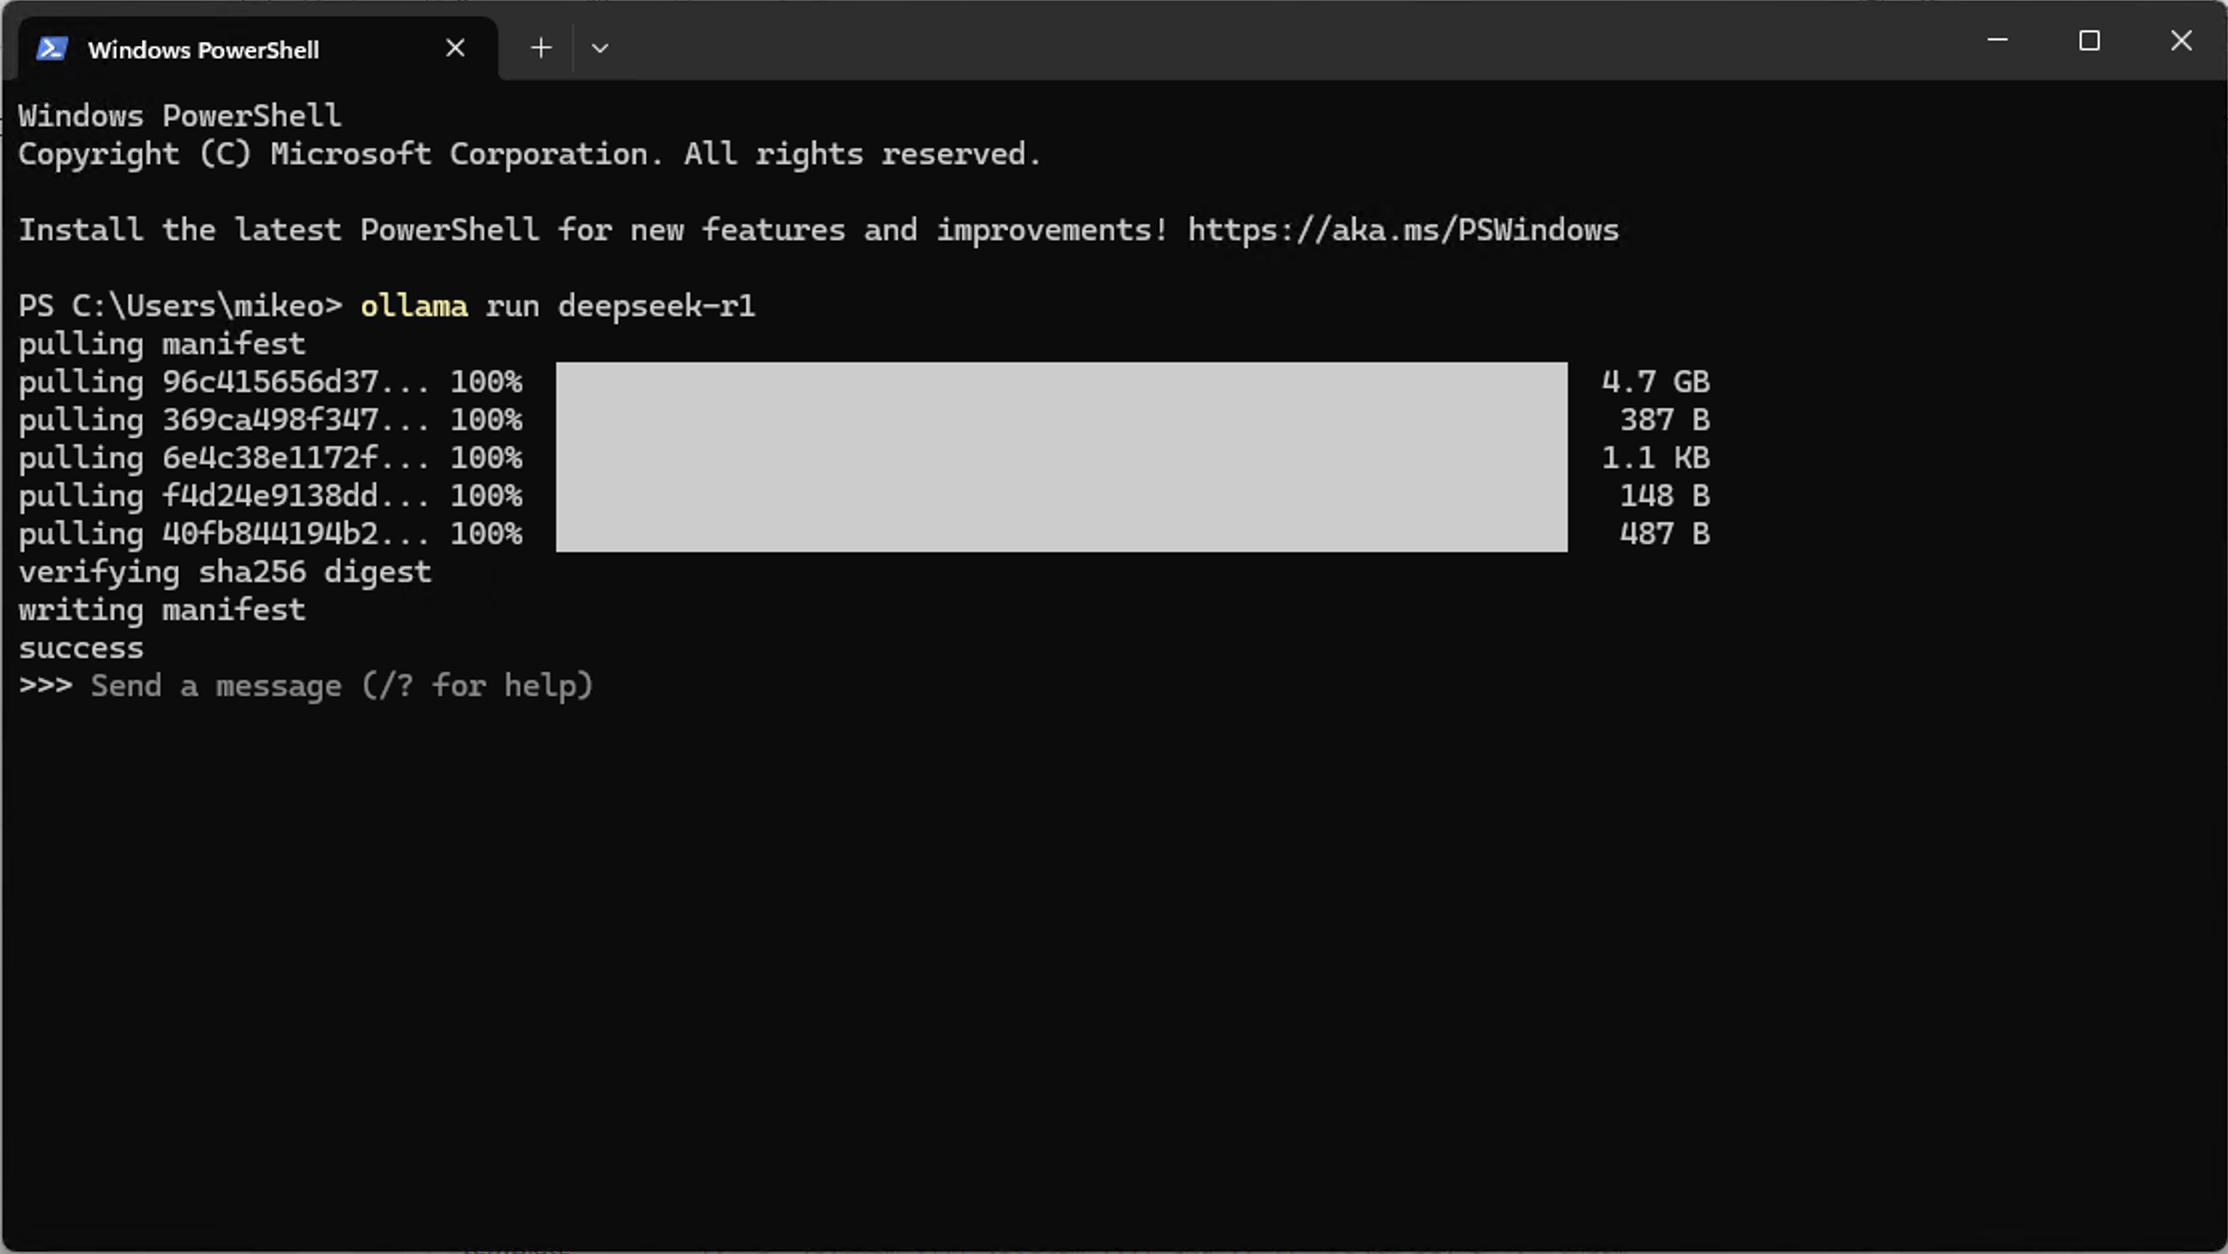 Windows PowerShell
Windows PowerShell
Copyright (C) Microsoft Corporation. All rights reserved.
Install the latest PowerShell for new features and improvements! https://aka.ms/PSWindows
PS C:\Users\mikeo> ollama run deepseek-r1
pulling manifest
pulling 96c415656d37... 100% 4.7 GB
pulling 369ca498f347... 100% 387 B
pulling 6e4c38e1172f... 100% 1.1 KB
pulling f4d24e9138dd... 100% 148 B
pulling 40fb844194b2... 100% 487 B
verifying sha256 digest
writing manifest
success
>>> Send a message (/? for help)